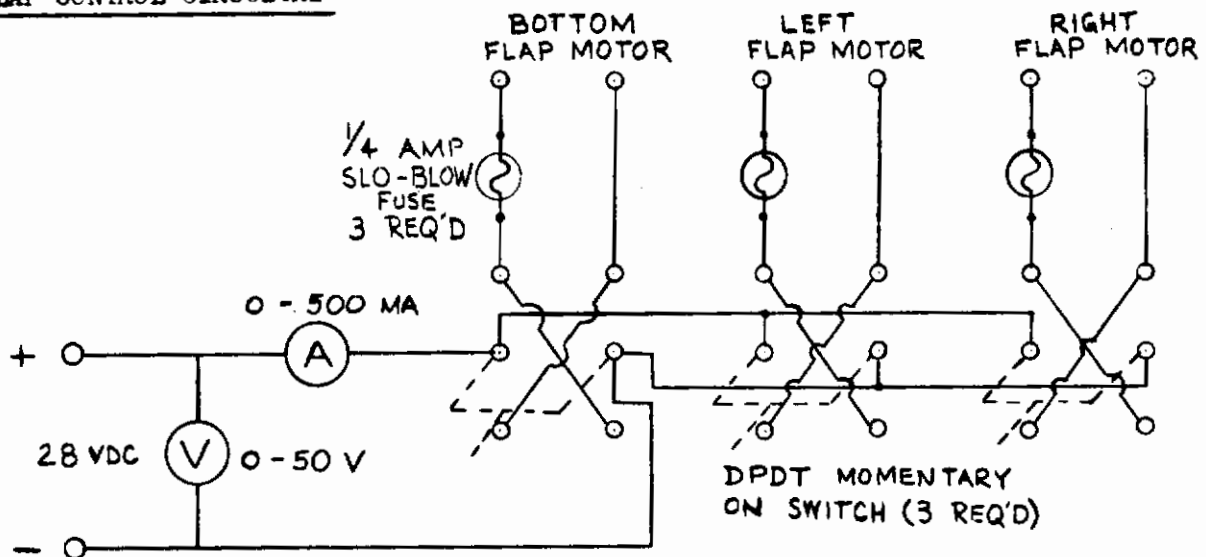 CONTROL
BOTTOM
FLAP MOTOR
LEFT
FLAP MOTOR
RIGHT
FLAP MOTOR
1/4 AMP
SLO-BLOW
FUSE
3 REQ'D
0 - 500 MA
+
A
28 VDC
V
0-50 V
-
DPDT MOMENTARY
ON SWITCH (3 REQ'D)